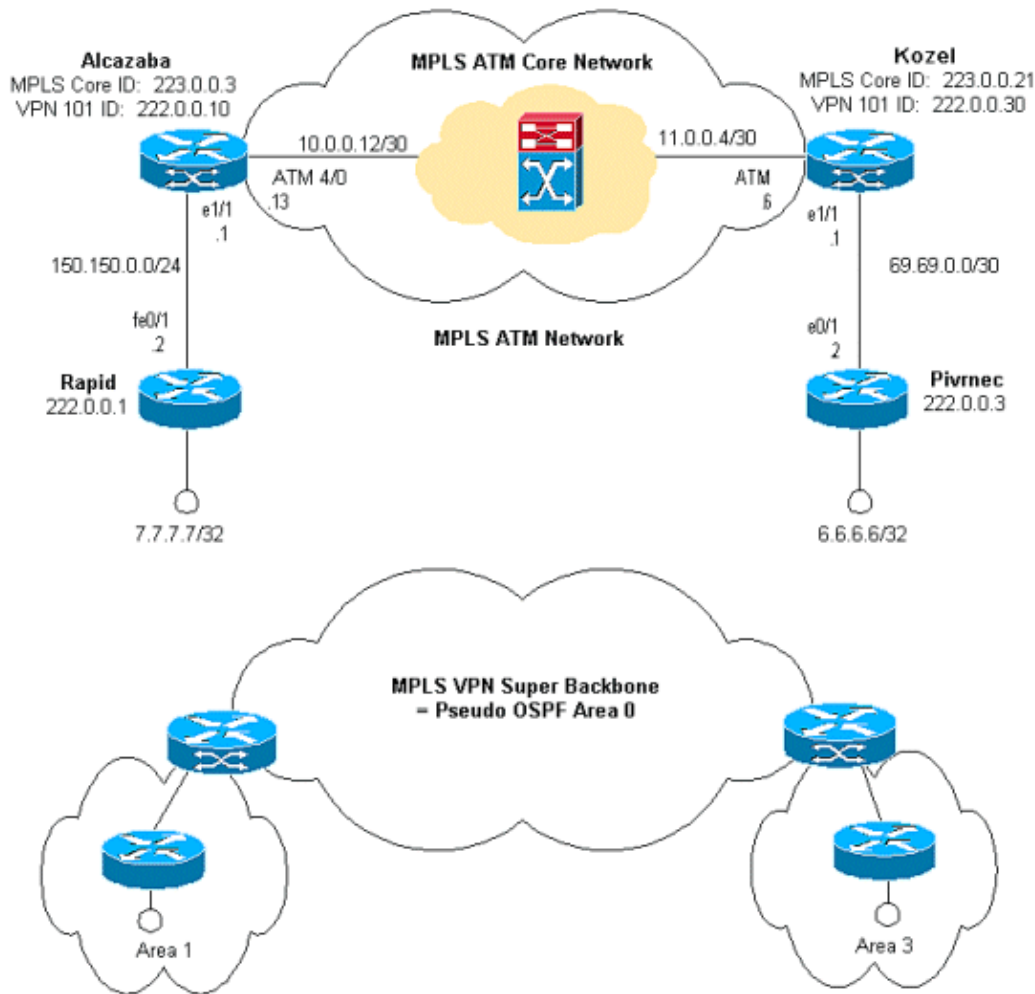 Alcazaba
MPLS Core ID: 223.0.0.3
VPN 101 ID: 222.0.0.10
MPLS ATM Core Network
Kozel
MPLS Core ID: 223.0.0.21
VPN 101 ID: 222.0.0.30
10.0.0.12/30
11.0.0.4/30
ATM 4/0
.13
ATM
.6
e1/1
.1
e1/1
.1
150.150.0.0/24
69.69.0.0/30
fe0/1
.2
MPLS ATM Network
e0/1
.2
Rapid
222.0.0.1
Pivrnec
222.0.0.3
7.7.7.7/32
6.6.6.6/32
MPLS VPN Super Backbone
= Pseudo OSPF Area 0
Area 1
Area 3